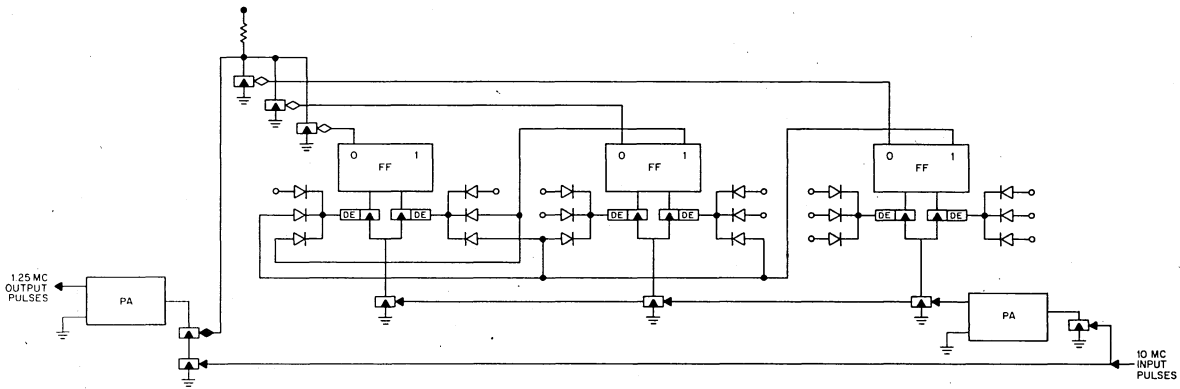 0 1
FF
0 1
FF
0 1
FF
DE DE
DE DE
DE DE
1.25 MC
OUTPUT
PULSES
PA
PA
10 MC
INPUT
PULSES